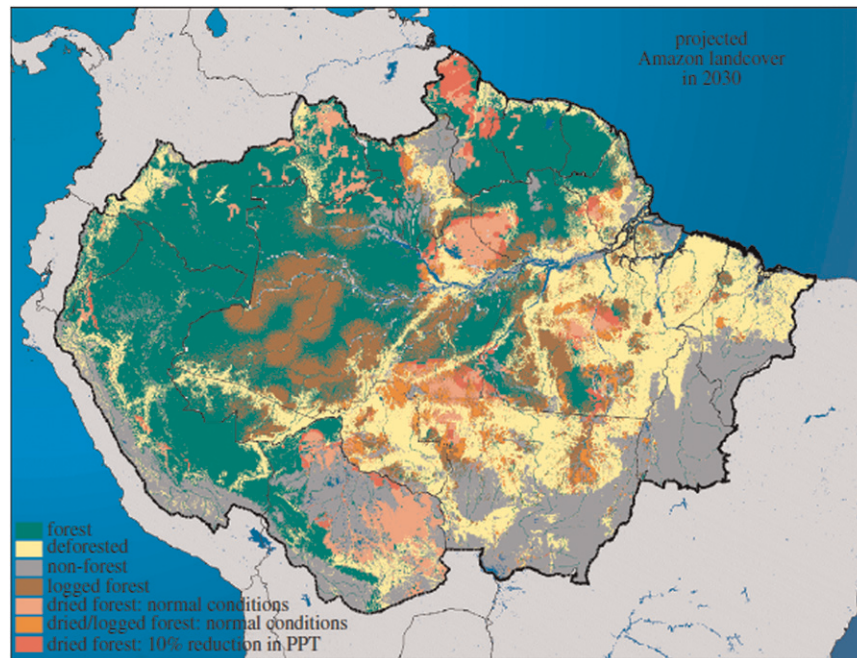 projected
Amazon landcover
in 2030
forest
deforested
non-forest
logged forest
dried forest: normal conditions
dried/logged forest: normal conditions
dried forest: 10% reduction in PPT